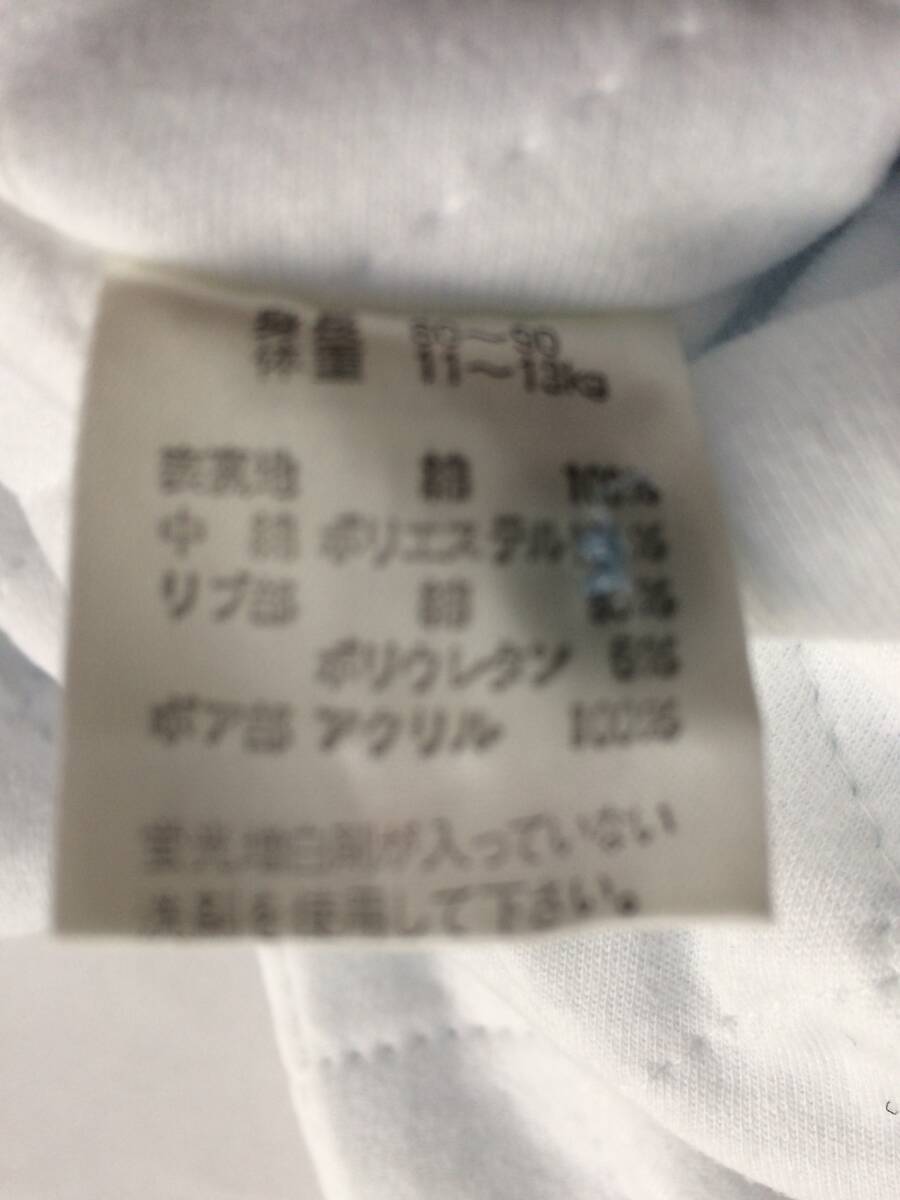 身長 80～90
体重 11～13kg
表裏地 綿 100%
中綿 ポリエステル
リブ部 綿
ポリウレタン
ボア部 アクリル 100%
蛍光増白剤が入っていない
洗剤を使用して下さい。